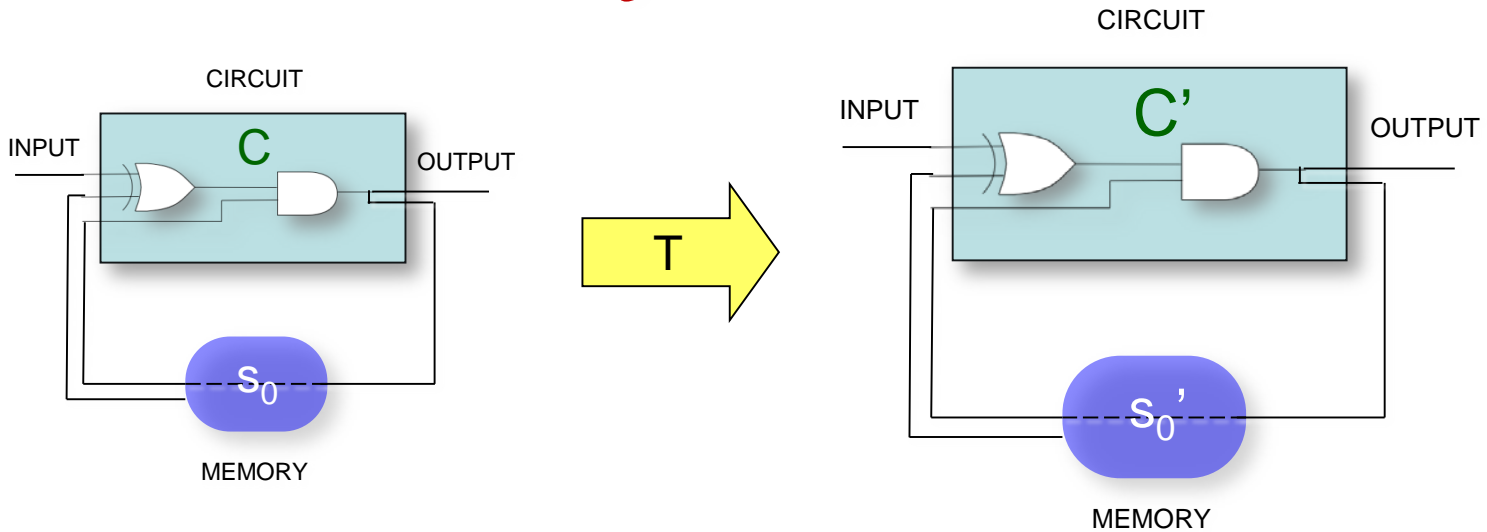 g
CIRCUIT
CIRCUIT
INPUT
C
OUTPUT
INPUT
C’
OUTPUT
T
s0
MEMORY
s0’
MEMORY